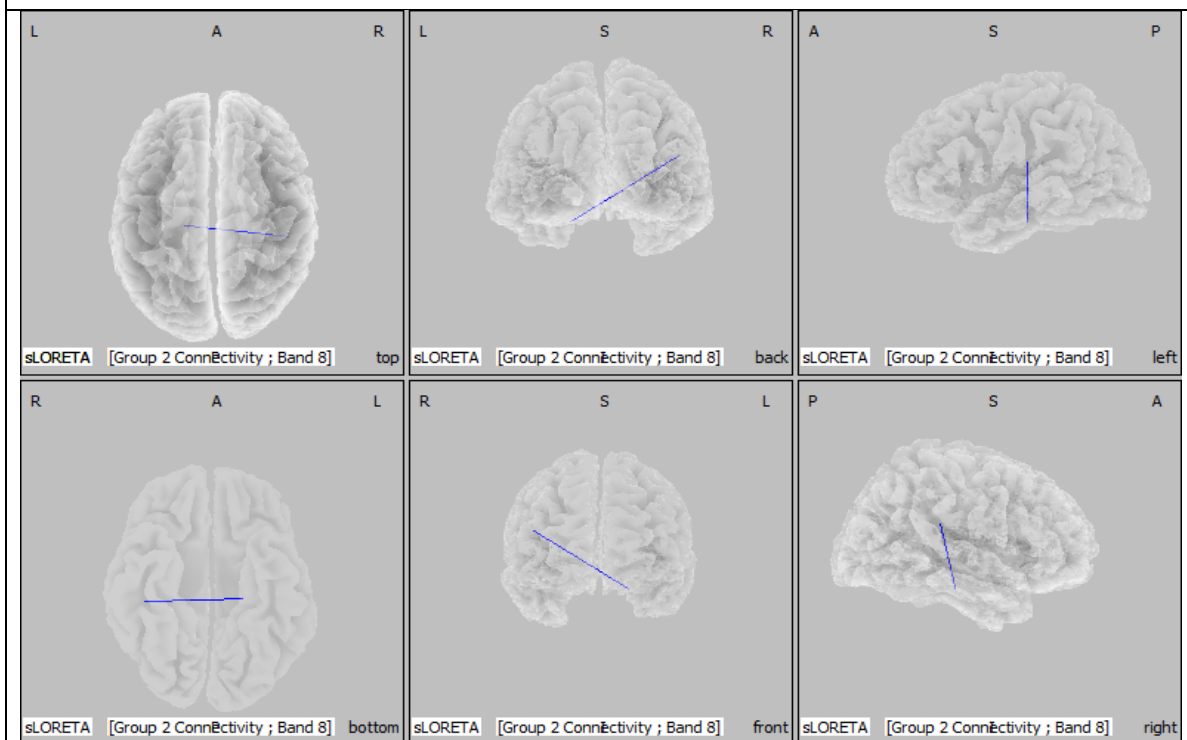 L A R
L S R
A S P
sLORETA [Group 2 Connectivity ; Band 8] top
sLORETA [Group 2 Connectivity ; Band 8] back
sLORETA [Group 2 Connectivity ; Band 8] left
R A L
R S L
P S A
sLORETA [Group 2 Connectivity ; Band 8] bottom
sLORETA [Group 2 Connectivity ; Band 8] front
sLORETA [Group 2 Connectivity ; Band 8] right